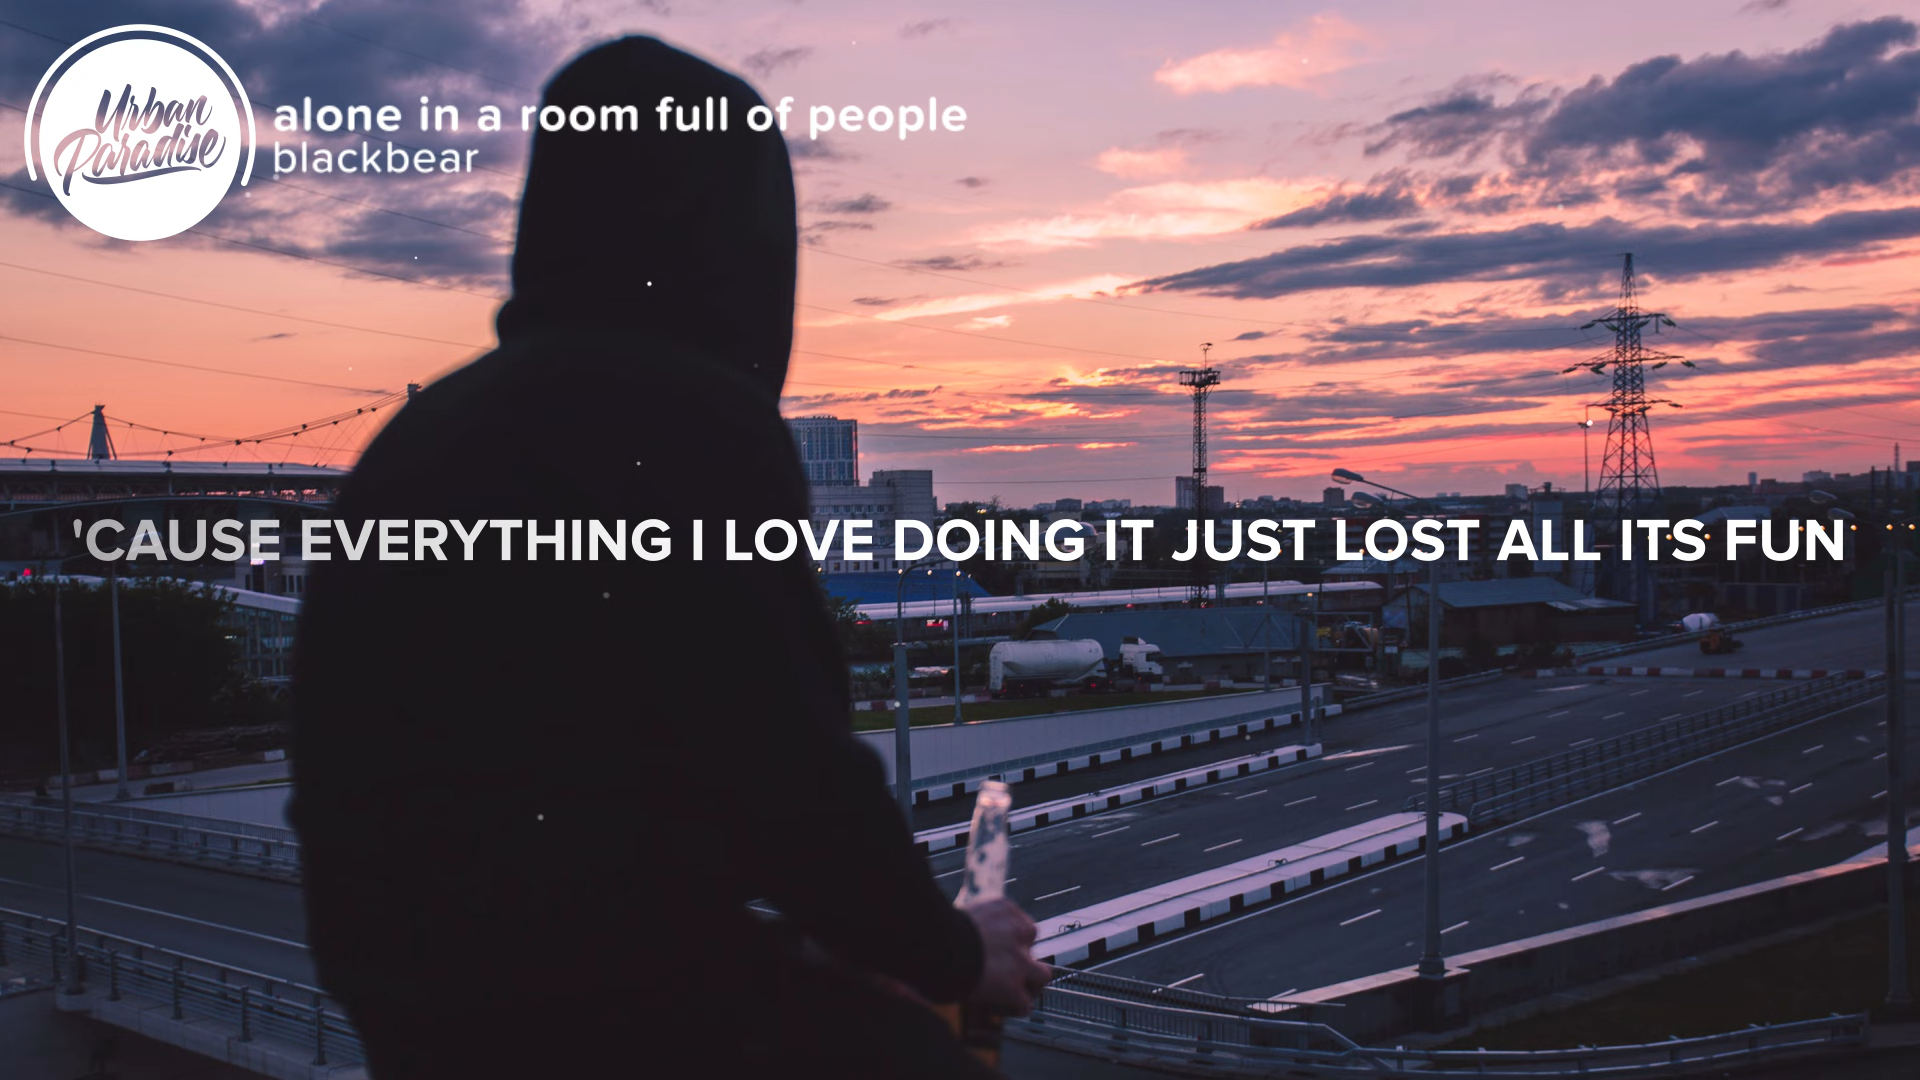 Urban
Paradise
alone in a room full of people
blackbear
'CAUSE EVERYTHING I LOVE DOING IT JUST LOST ALL ITS FUN